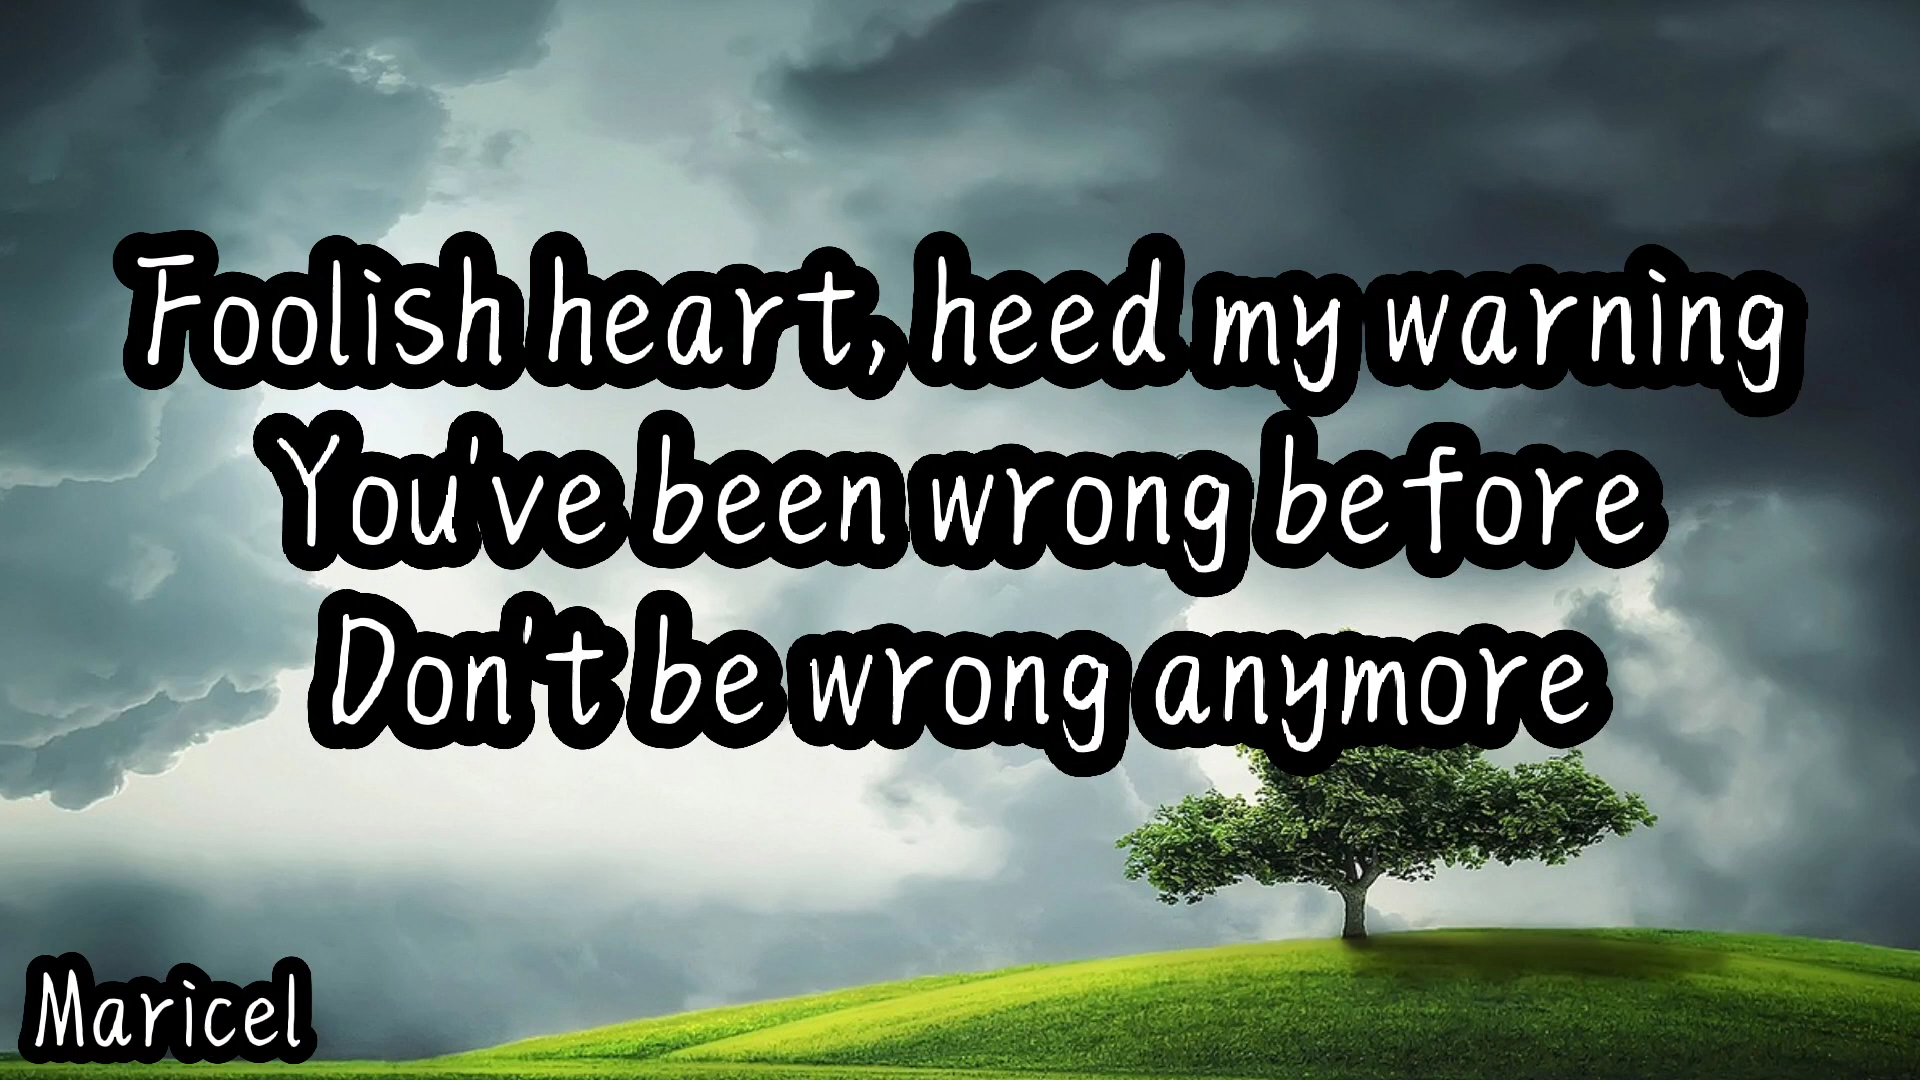 Foolish heart, heed my warning
You've been wrong before
Don't be wrong anymore
Maricel